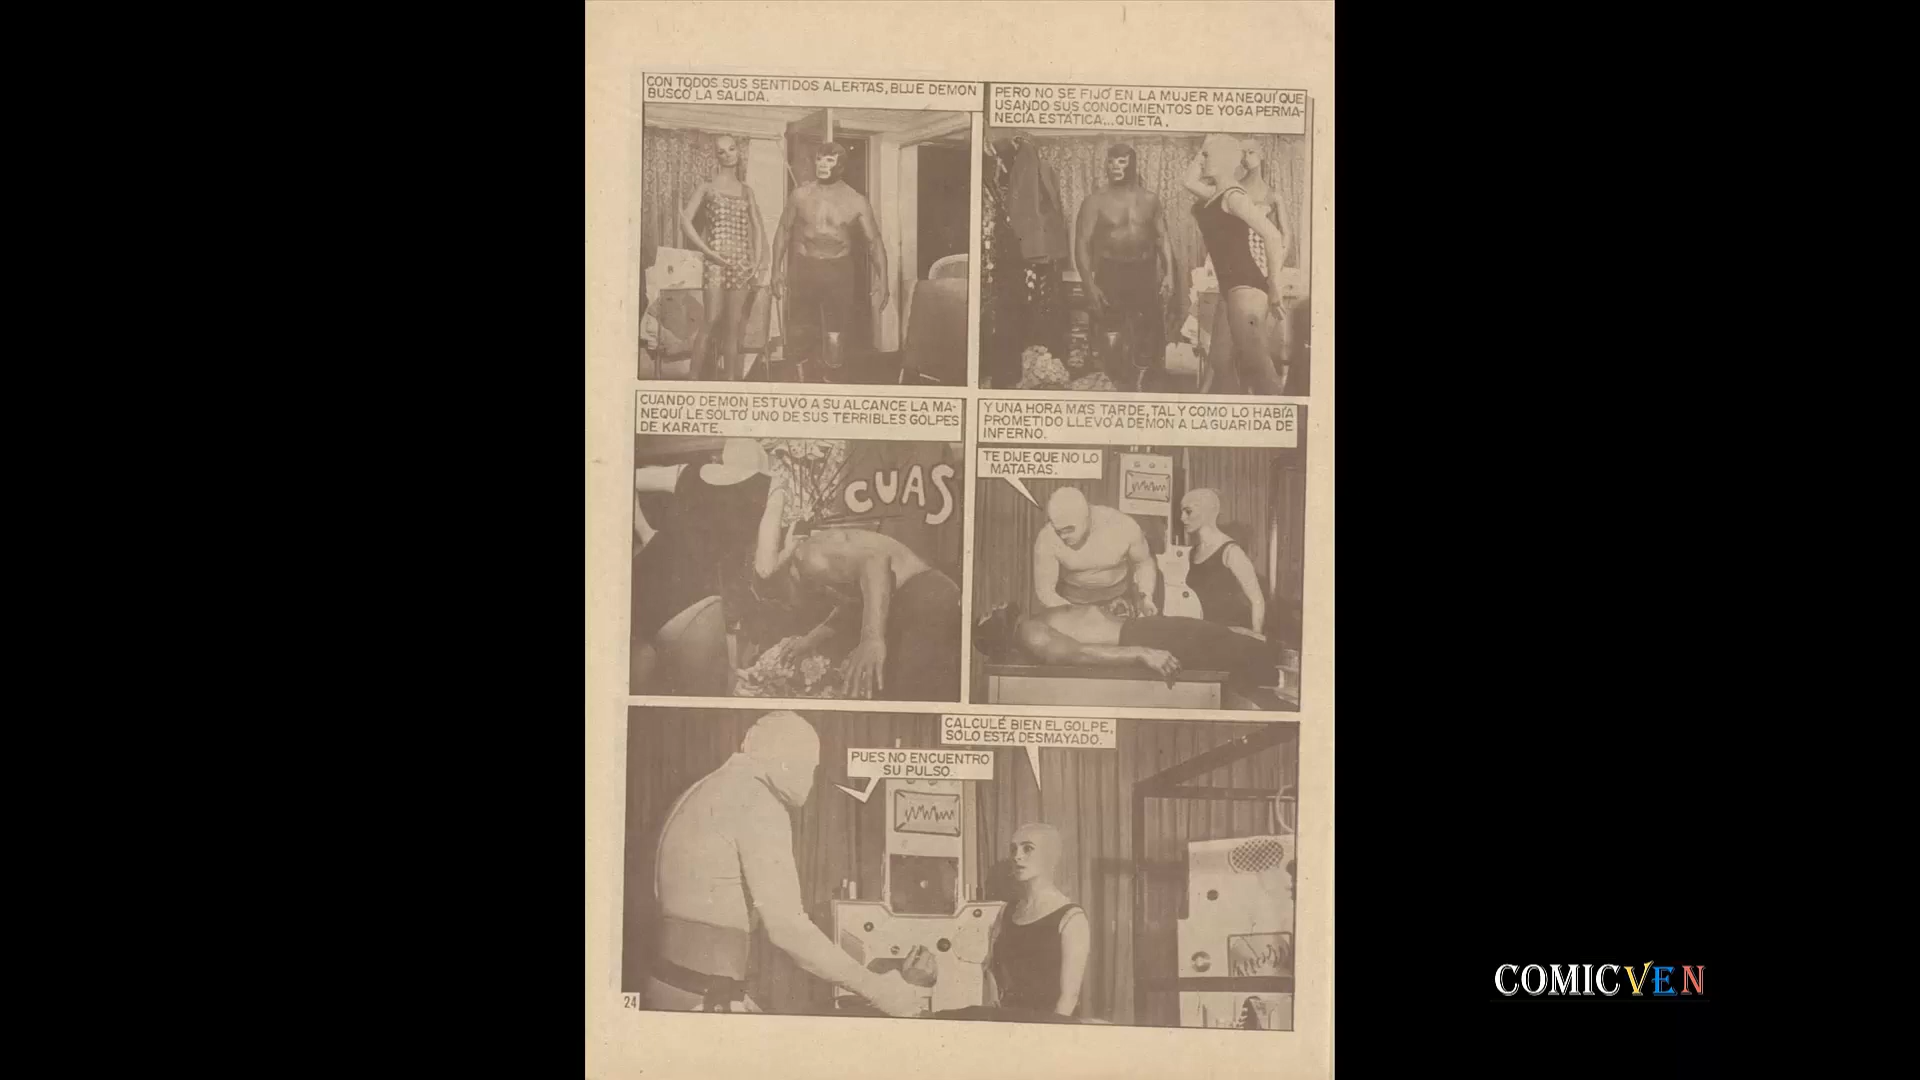 CON TODOS SUS SENTIDOS ALERTAS, BLUE DEMON
BUSCÓ LA SALIDA.
PERO NO SE FIJÓ EN LA MUJER MANEQUÍ QUE
USANDO SUS CONOCIMIENTOS DE YOGA PERMA-
NECÍA ESTÁTICA...QUIETA.
CUANDO DEMON ESTUVO A SU ALCANCE LA MA-
NEQUÍ LE SOLTÓ UNO DE SUS TERRIBLES GOLPES
DE KARATE.
CUAS
Y UNA HORA MÁS TARDE, TAL Y COMO LO HABÍA
PROMETIDO LLEVÓ A DEMON A LA GUARIDA DE
INFERNO.
TE DIJE QUE NO LO
MATARAS.
PUES NO ENCUENTRO
SU PULSO.
CALCULÉ BIEN EL GOLPE,
SÓLO ESTÁ DESMAYADO.
24
COMICVEN